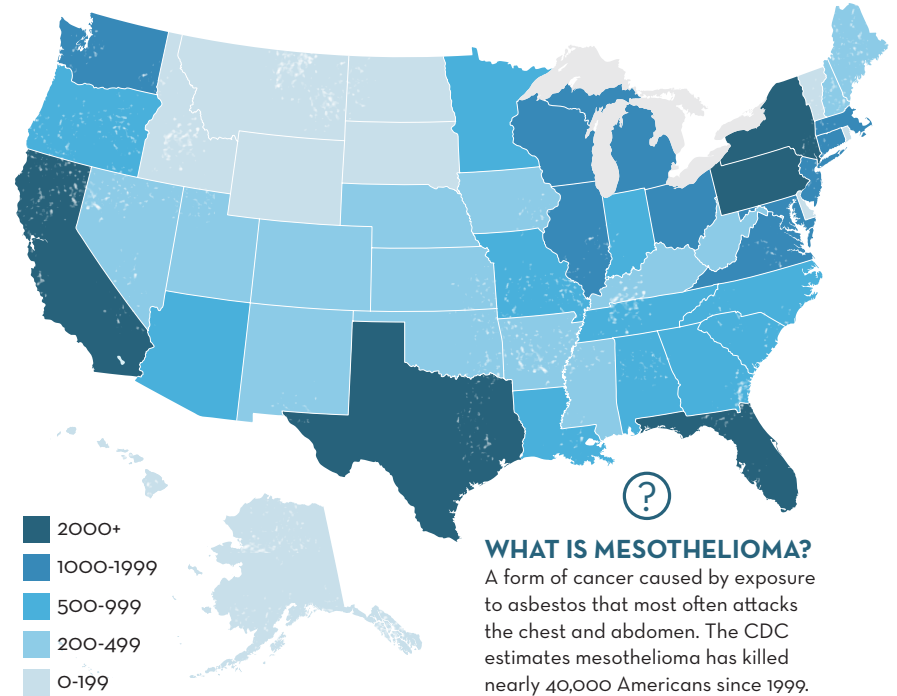 2000+
1000-1999
500-999
200-499
0-199
?
WHAT IS MESOTHELIOMA?
A form of cancer caused by exposure
to asbestos that most often attacks
the chest and abdomen. The CDC
estimates mesothelioma has killed
nearly 40,000 Americans since 1999.